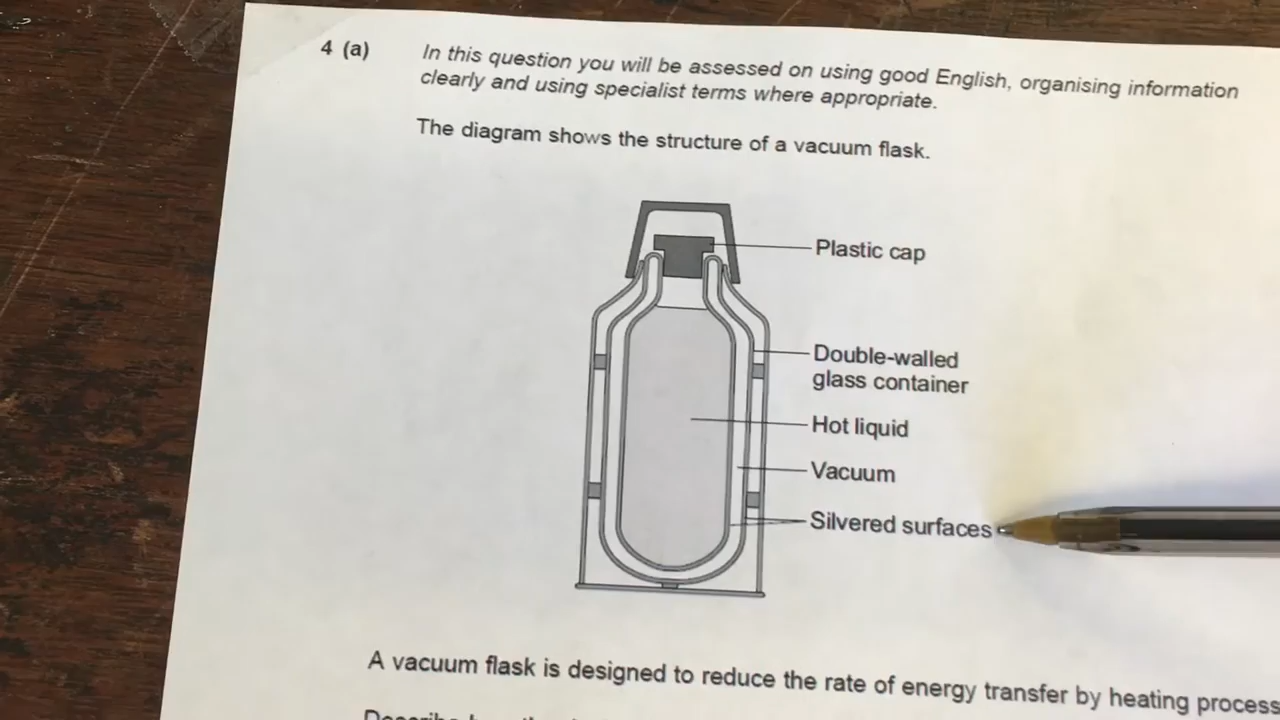 4 (a) In this question you will be assessed on using good English, organising information
clearly and using specialist terms where appropriate.
The diagram shows the structure of a vacuum flask.
Plastic cap
Double-walled
glass container
Hot liquid
Vacuum
Silvered surfaces
A vacuum flask is designed to reduce the rate of energy transfer by heating process